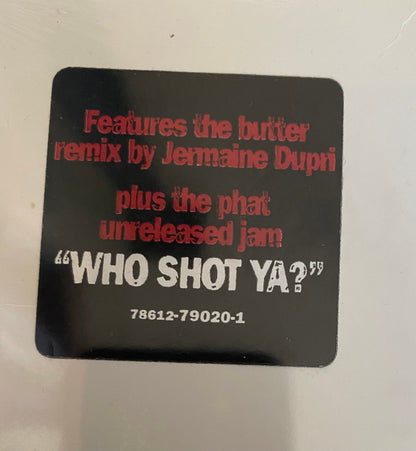 Features the butter
remix by Jermaine Dupri
plus the phat
unreleased jam
“WHO SHOT YA?”
78612-79020-1